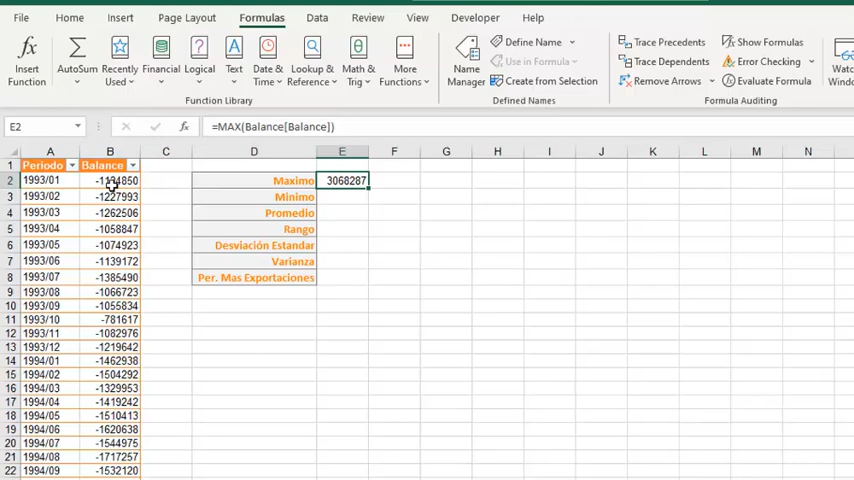 File Home Insert Page Layout Formulas Data Review View Developer Help
Insert Function
AutoSum
Recently Used
Financial
Logical
Text
Date & Time
Lookup & Reference
Math & Trig
More Functions
Function Library
Name Manager
Define Name
Use in Formula
Create from Selection
Defined Names
Trace Precedents
Trace Dependents
Remove Arrows
Show Formulas
Error Checking
Evaluate Formula
Formula Auditing
E2 fx =MAX(Balance[Balance])
A B C D E F G H I J K L M N
1 Periodo Balance
2 1993/01 Maximo 3068287
3 1993/02 -1227993 Minimo
4 1993/03 -1262506 Promedio
5 1993/04 -1058847 Rango
6 1993/05 -1074923 Desviación Estandar
7 1993/06 -1139172 Varianza
8 1993/07 -1385490 Per. Mas Exportaciones
9 1993/08 -1066723
10 1993/09 -1055834
11 1993/10 -781617
12 1993/11 -1082976
13 1993/12 -1219642
14 1994/01 -1462938
15 1994/02 -1504292
16 1994/03 -1329953
17 1994/04 -1419242
18 1994/05 -1510413
19 1994/06 -1620638
20 1994/07 -1544975
21 1994/08 -1717257
22 1994/09 -1532120